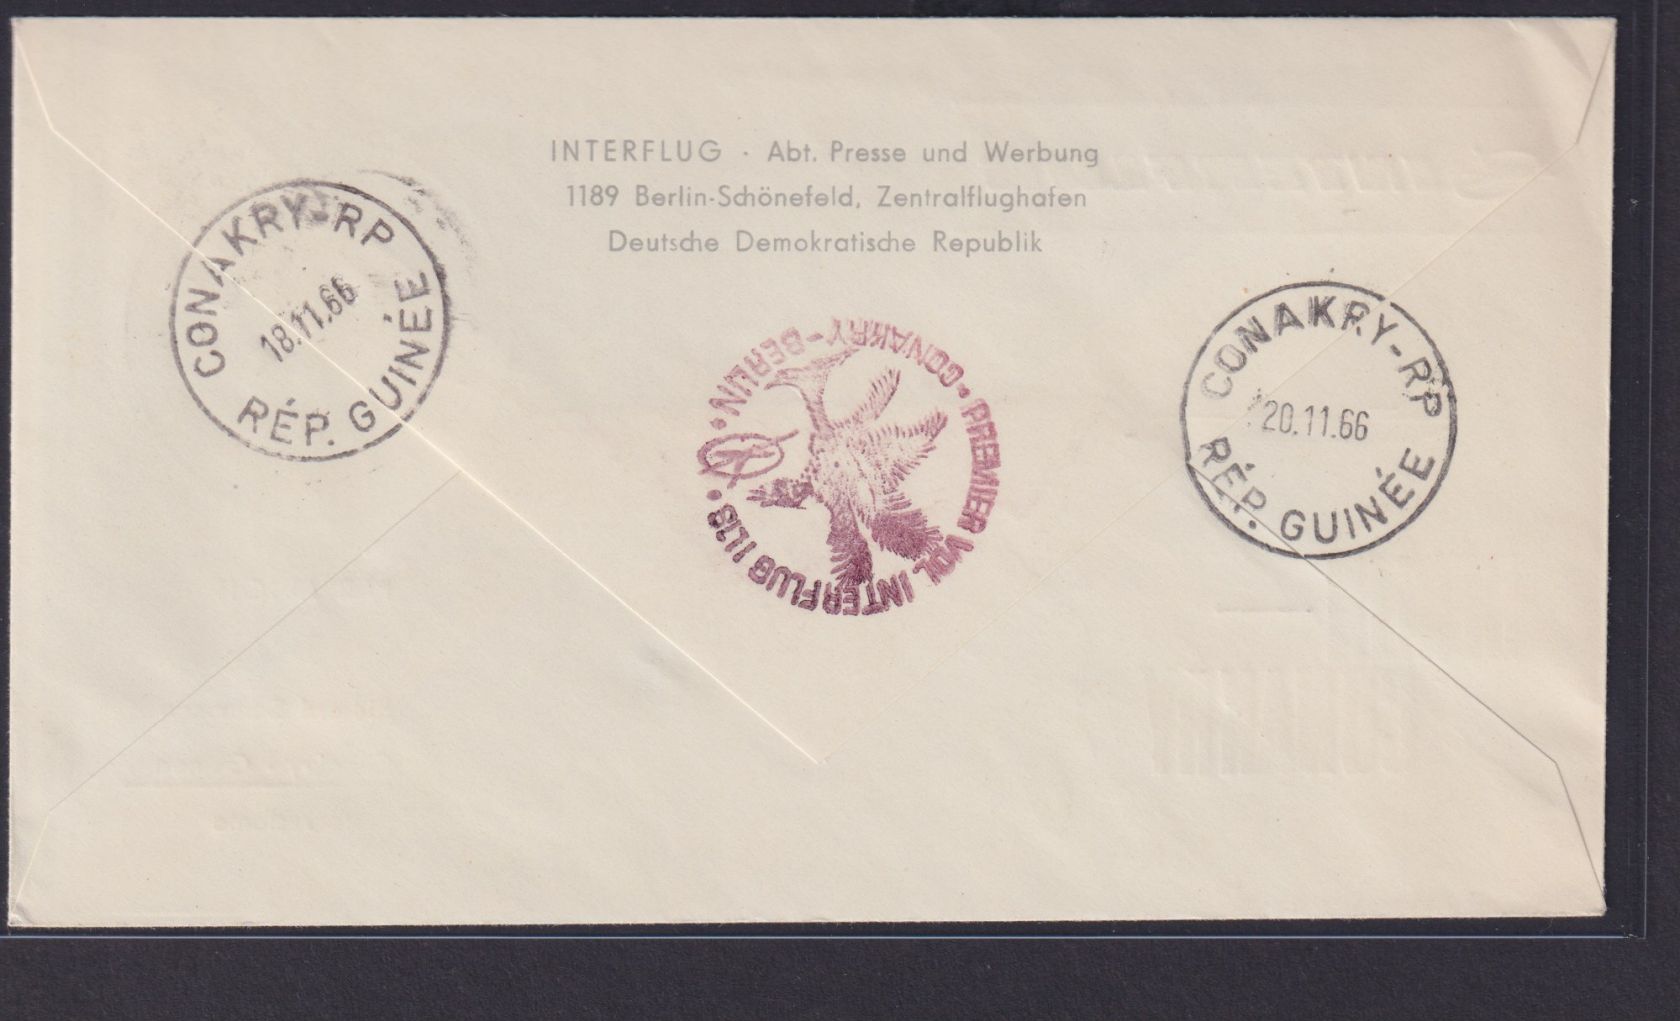 INTERFLUG · Abt. Presse und Werbung
1189 Berlin-Schönefeld, Zentralflughafen
Deutsche Demokratische Republik
CONAKRY-RP
18.11.66
RÉP. GUINÉE
PREMIER VOL INTERFLUG IL18 • CONAKRY-BERLIN •
CONAKRY-RP
20.11.66
RÉP. GUINÉE